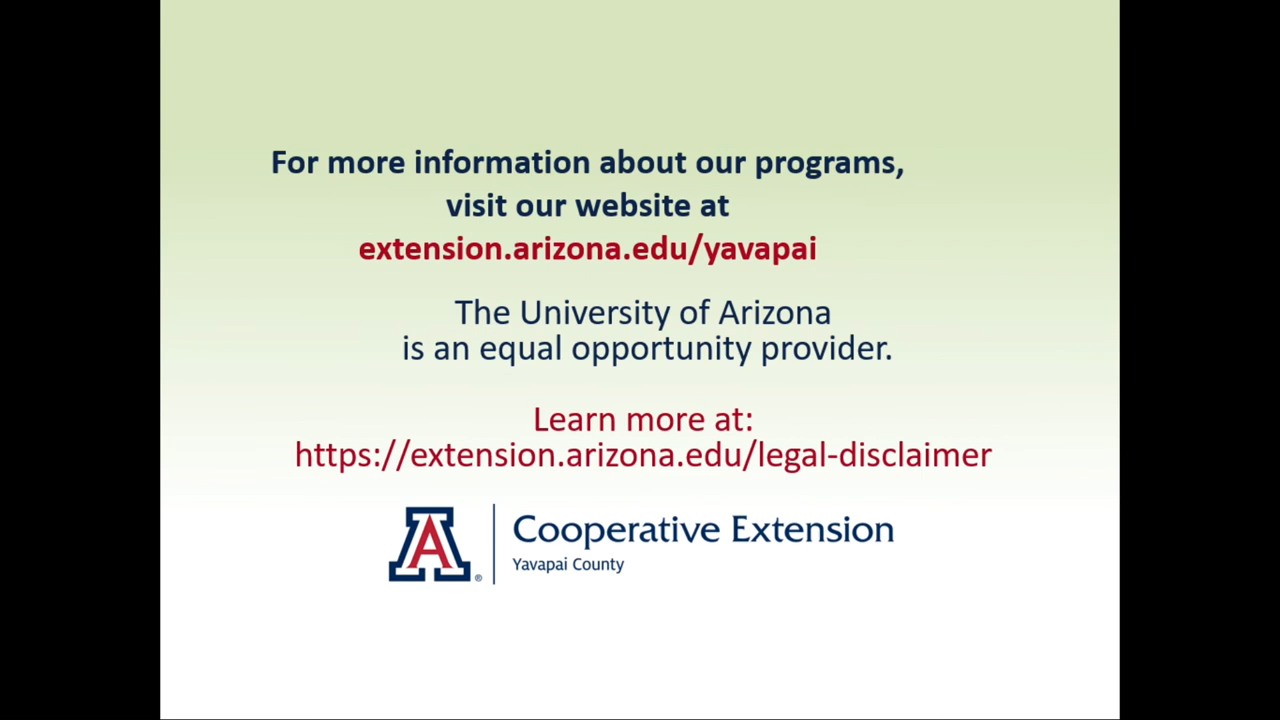 For more information about our programs,
visit our website at
extension.arizona.edu/yavapai
The University of Arizona
is an equal opportunity provider.
Learn more at:
https://extension.arizona.edu/legal-disclaimer
A® Cooperative Extension
Yavapai County